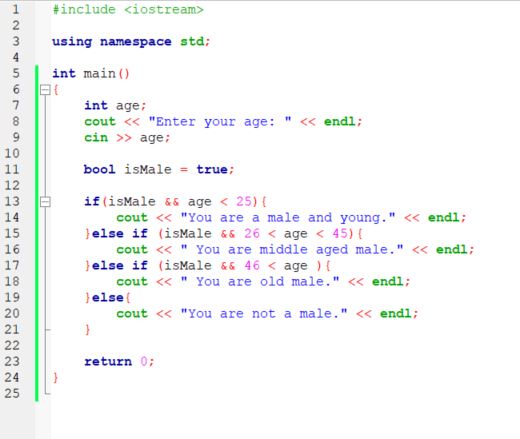 1 #include <iostream>
2
3 using namespace std;
4
5 int main()
6 {
7 int age;
8 cout << "Enter your age: " << endl;
9 cin >> age;
10
11 bool isMale = true;
12
13 if(isMale && age < 25){
14 cout << "You are a male and young." << endl;
15 }else if (isMale && 26 < age < 45){
16 cout << " You are middle aged male." << endl;
17 }else if (isMale && 46 < age ){
18 cout << " You are old male." << endl;
19 }else{
20 cout << "You are not a male." << endl;
21 }
22
23 return 0;
24 }
25